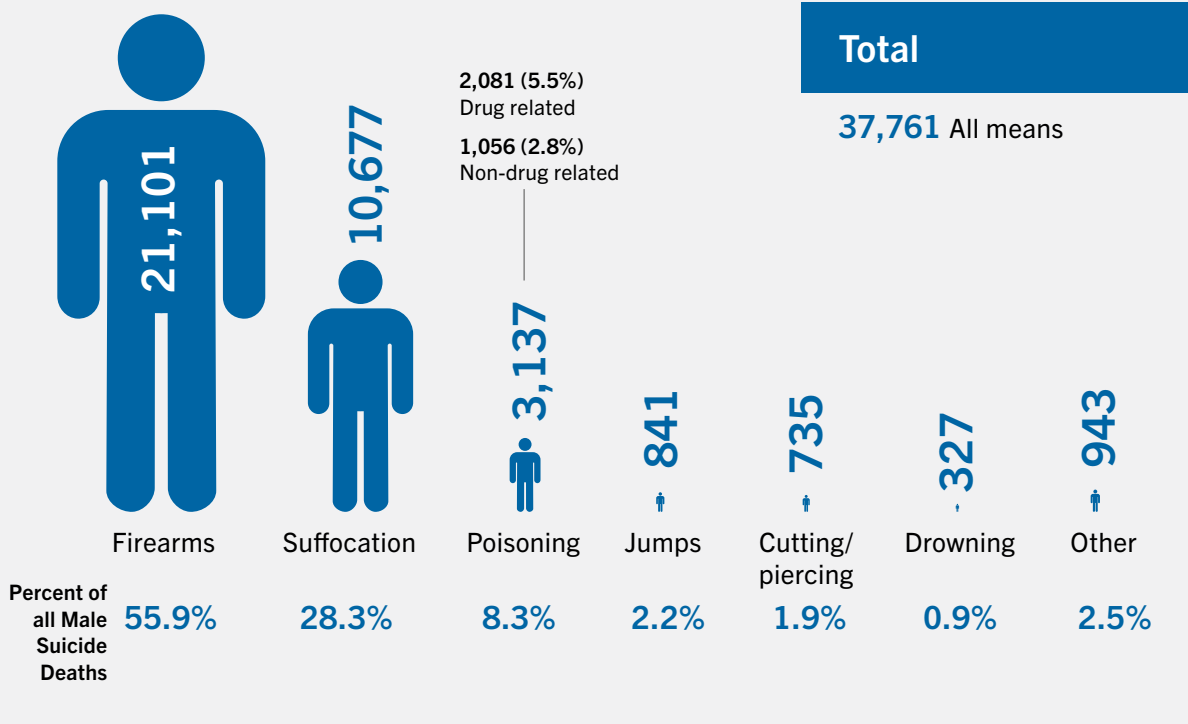 Total
37,761 All means
2,081 (5.5%)
Drug related
1,056 (2.8%)
Non-drug related
21,101
10,677
3,137
841
735
327
943
Firearms
Suffocation
Poisoning
Jumps
Cutting/
piercing
Drowning
Other
Percent of
all Male
Suicide
Deaths
55.9%
28.3%
8.3%
2.2%
1.9%
0.9%
2.5%